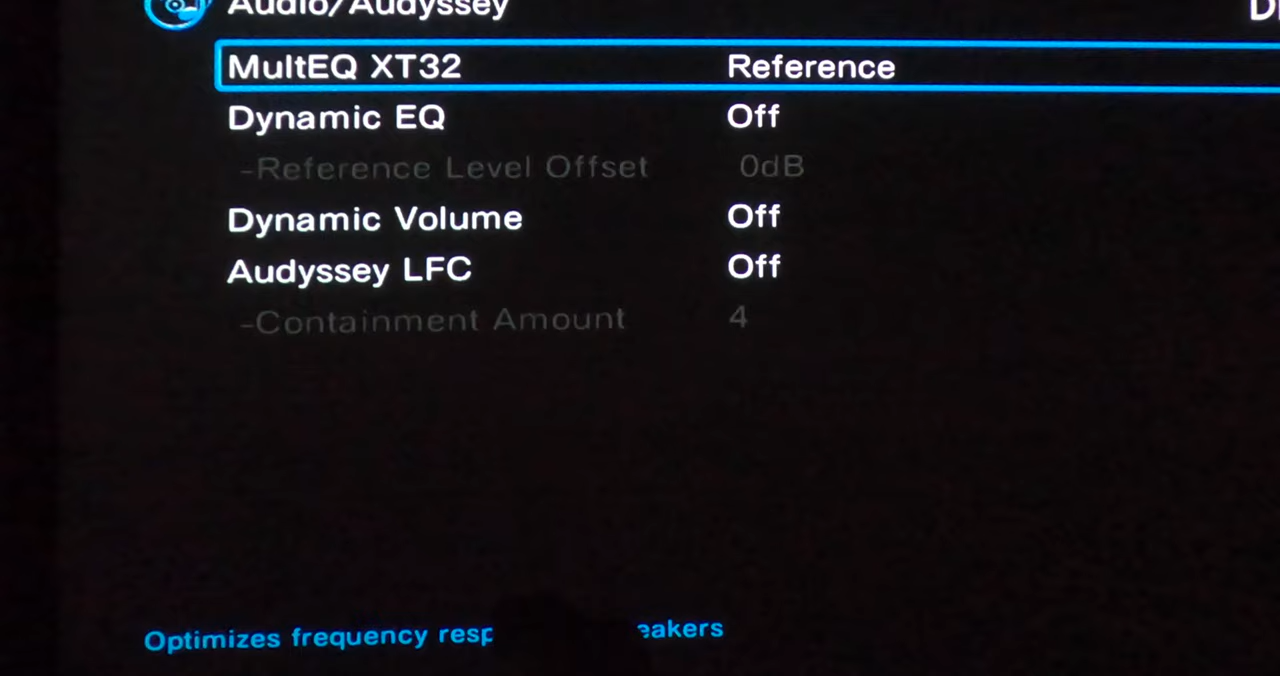 Audio/Audyssey
MultEQ XT32 Reference
Dynamic EQ Off
-Reference Level Offset 0dB
Dynamic Volume Off
Audyssey LFC Off
-Containment Amount 4
Optimizes frequency resp eakers